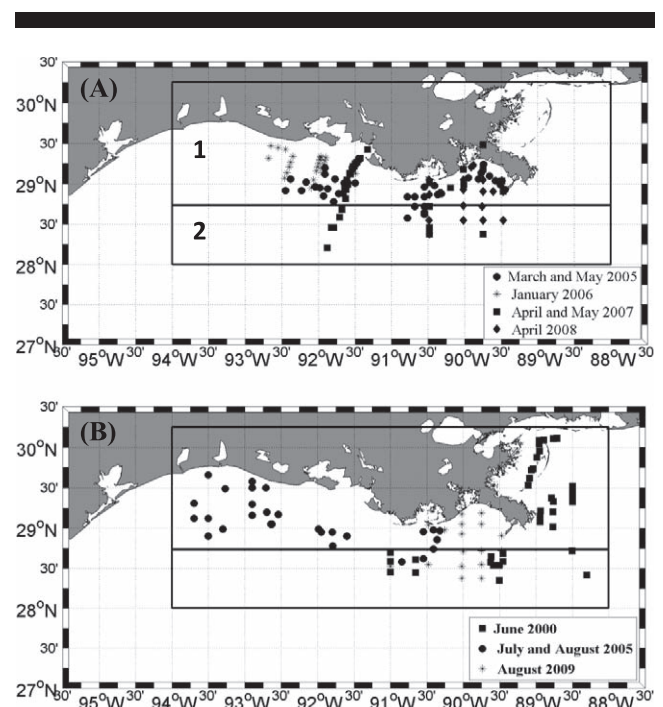 (A)
30'
30°N
30'
29°N
30'
28°N
30'
27°N
1
2
March and May 2005
January 2006
April and May 2007
April 2008
30' 95°W 30' 94°W 30' 93°W 30' 92°W 30' 91°W 30' 90°W 30' 89°W 30' 88°W 30'
(B)
30'
30°N
30'
29°N
30'
28°N
30'
27°N
June 2000
July and August 2005
August 2009
30' 95°W 30' 94°W 30' 93°W 30' 92°W 30' 91°W 30' 90°W 30' 89°W 30' 88°W 30'